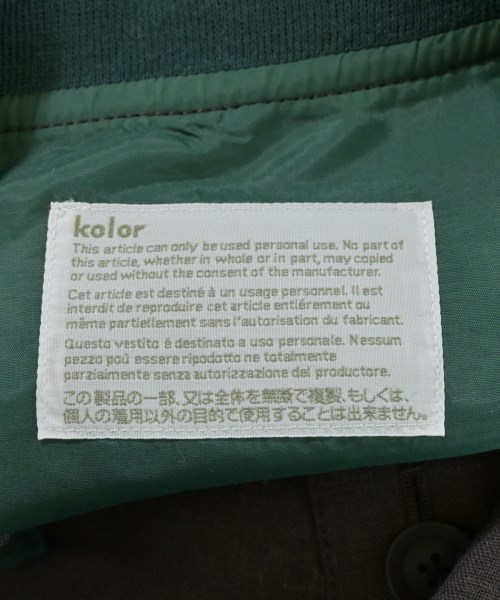 kolor
This article can only be used personal use. No part of
this article, whether in whole or in part, may copied
or used without the consent of the manufacturer.
Cet article est destiné à un usage personnel. Il est
interdit de reproduire cet article entiérement ou
même partiellement sans l'autorisation du fabricant.
Questo vestito é destinato a uso personale. Nessum
pezzo poù essere ripodotto ne totalmente
parziaimente senza autorizzazione del productore.
この製品の一部、又は全体を無断で複製、もしくは、
個人の着用以外の目的で使用することは出来ません。